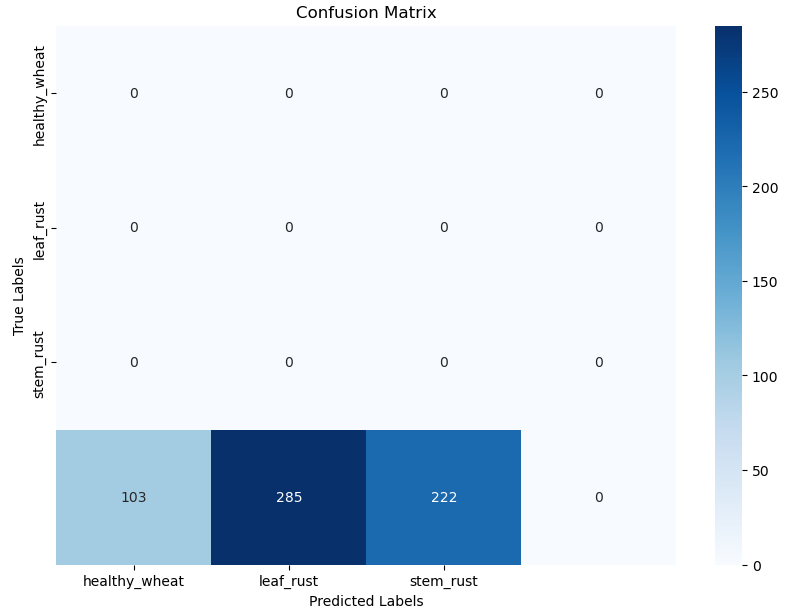 Confusion Matrix
True Labels
healthy_wheat
0 0 0 0
leaf_rust
0 0 0 0
stem_rust
0 0 0 0
103 285 222 0
healthy_wheat leaf_rust stem_rust
Predicted Labels
250
200
150
100
50
0